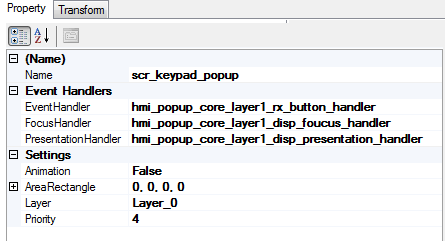 Property Transform
(Name)
Name scr_keypad_popup
Event Handlers
EventHandler hmi_popup_core_layer1_rx_button_handler
FocusHandler hmi_popup_core_layer1_disp_foucus_handler
PresentationHandler hmi_popup_core_layer1_disp_presentation_handler
Settings
Animation False
AreaRectangle 0, 0, 0, 0
Layer Layer_0
Priority 4